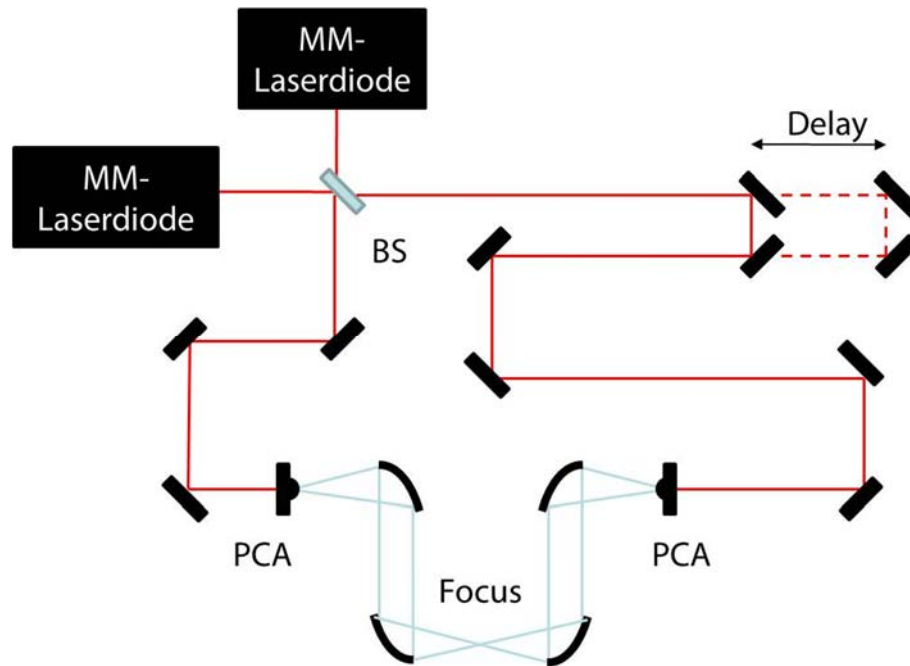 MM-
Laserdiode
MM-
Laserdiode
Delay
BS
PCA
PCA
Focus